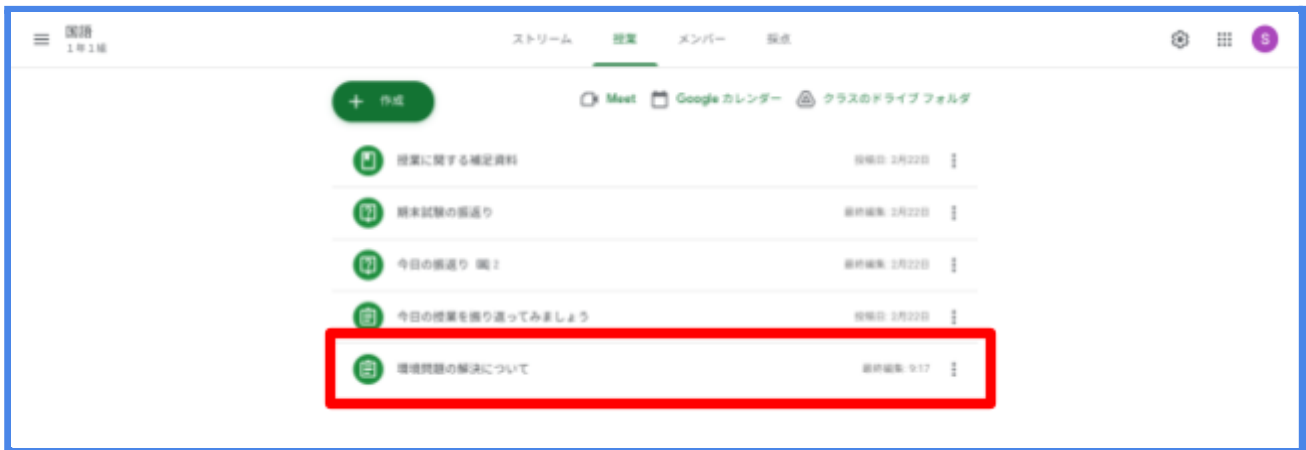 国語
1年1組
ストリーム 授業 メンバー 採点
S
+ 作成
Meet Google カレンダー クラスのドライブ フォルダ
授業に関する補足資料 投稿日: 2月22日
期末試験の振返り 最終編集: 2月22日
今日の振返り 2 最終編集: 2月22日
今日の授業を振り返ってみましょう 投稿日: 2月22日
環境問題の解決について 最終編集: 9:17